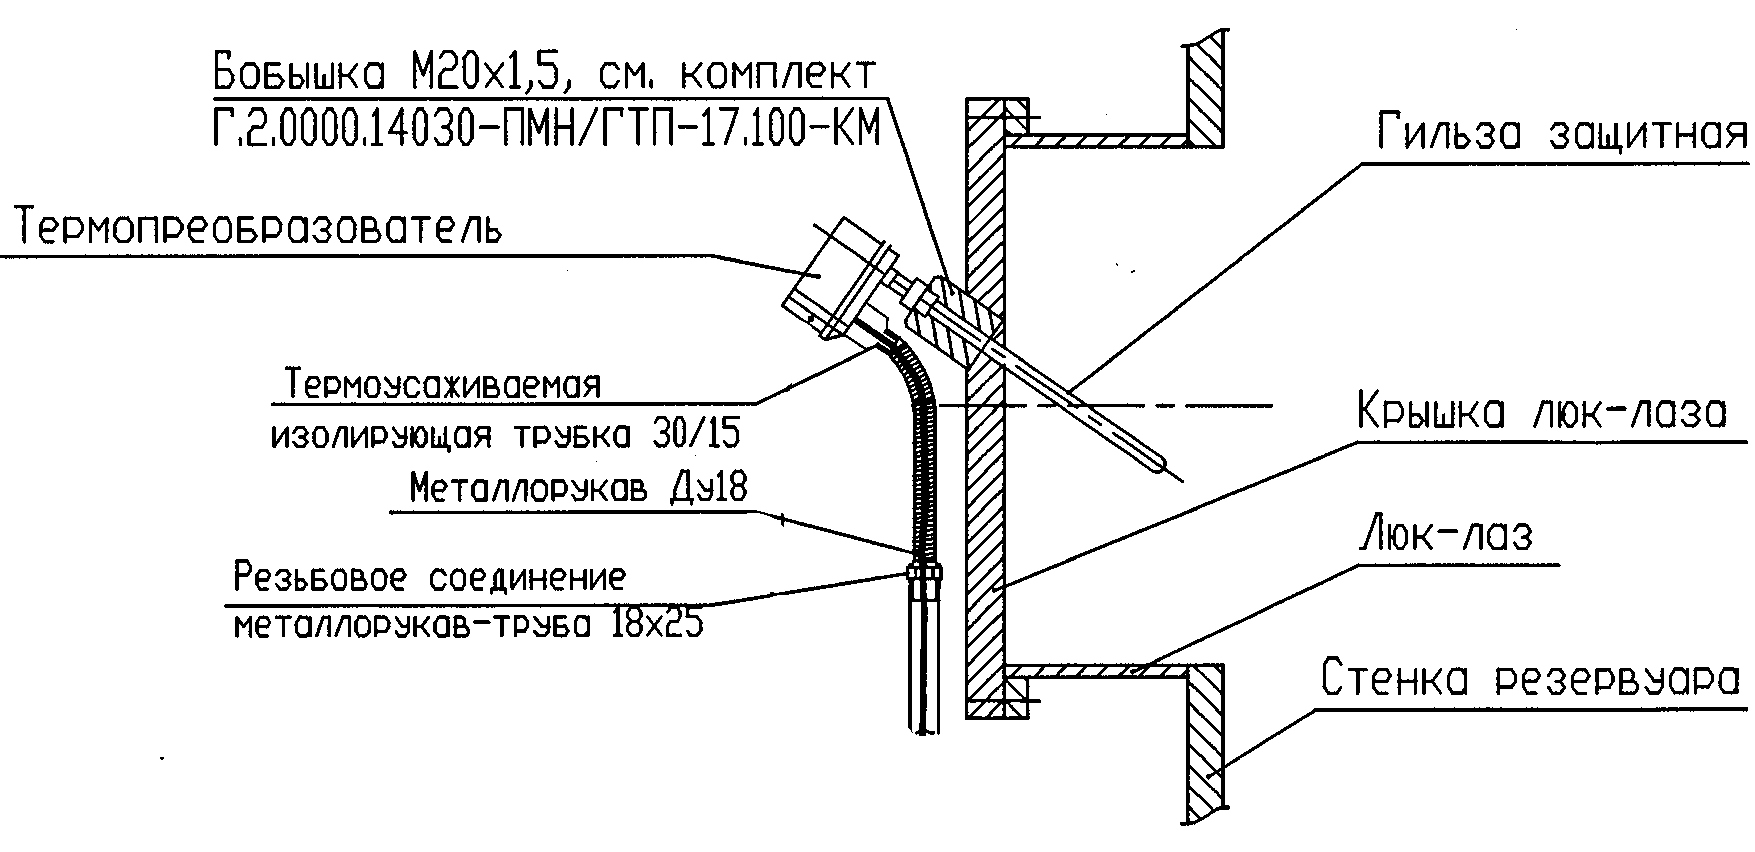 Бобышка М20х1,5, см. комплект
Г.2.0000.14030-ПМН/ГТП-17.100-КМ
Гильза защитная
Термопреобразователь
Термоусаживаемая
изолирующая трубка 30/15
Крышка люк-лаза
Металлорукав Ду18
Люк-лаз
Резьбовое соединение
металлорукав-труба 18х25
Стенка резервуара